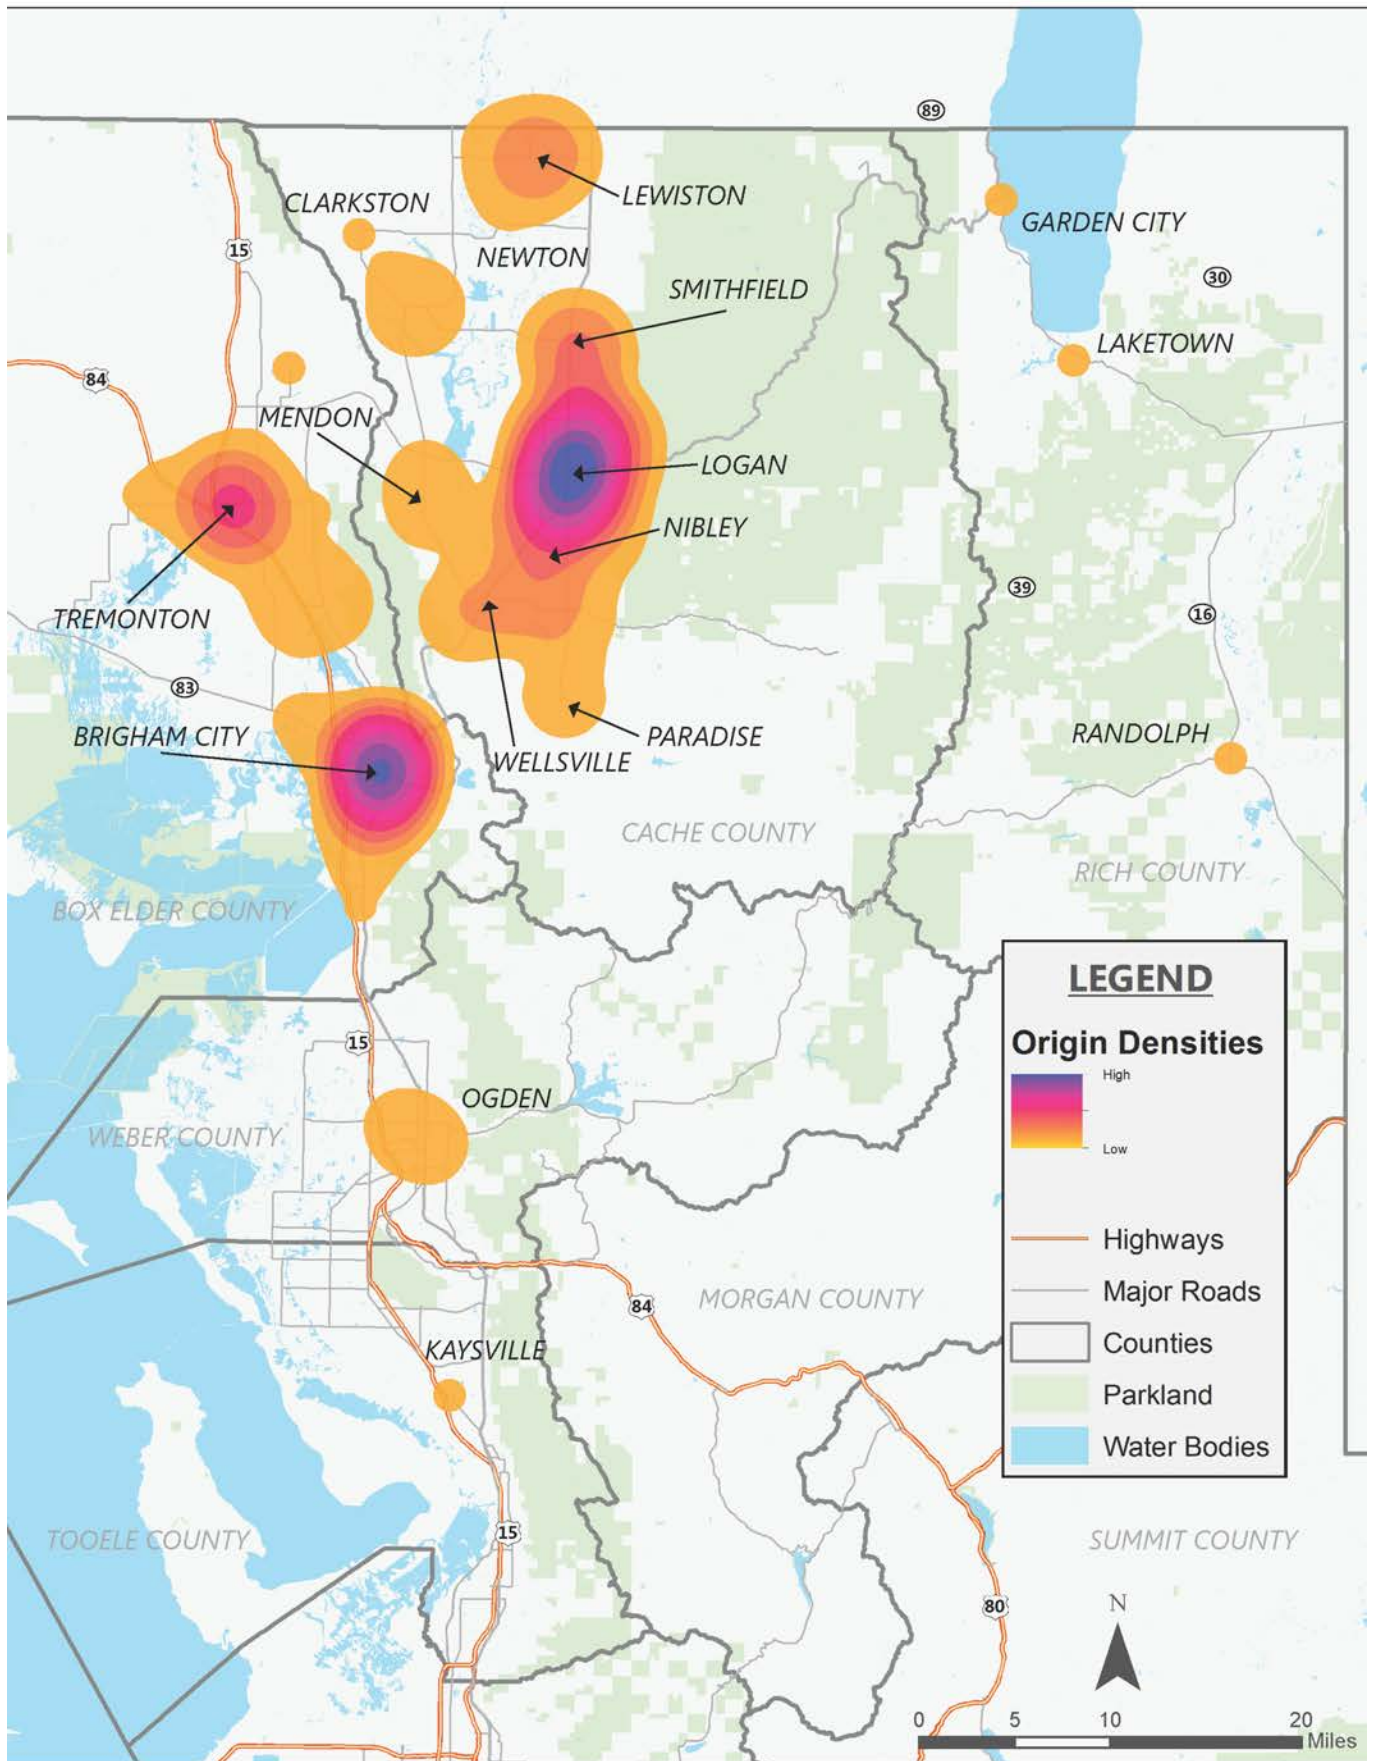 89
CLARKSTON
LEWISTON
GARDEN CITY
15
NEWTON
30
SMITHFIELD
LAKETOWN
84
MENDON
LOGAN
NIBLEY
39
16
TREMONTON
83
BRIGHAM CITY
PARADISE
RANDOLPH
WELLSVILLE
CACHE COUNTY
RICH COUNTY
BOX ELDER COUNTY
LEGEND
Origin Densities
High
Low
15
OGDEN
WEBER COUNTY
Highways
Major Roads
84
MORGAN COUNTY
Counties
KAYSVILLE
Parkland
Water Bodies
15
TOOELE COUNTY
SUMMIT COUNTY
80
N
0 5 10 20
Miles